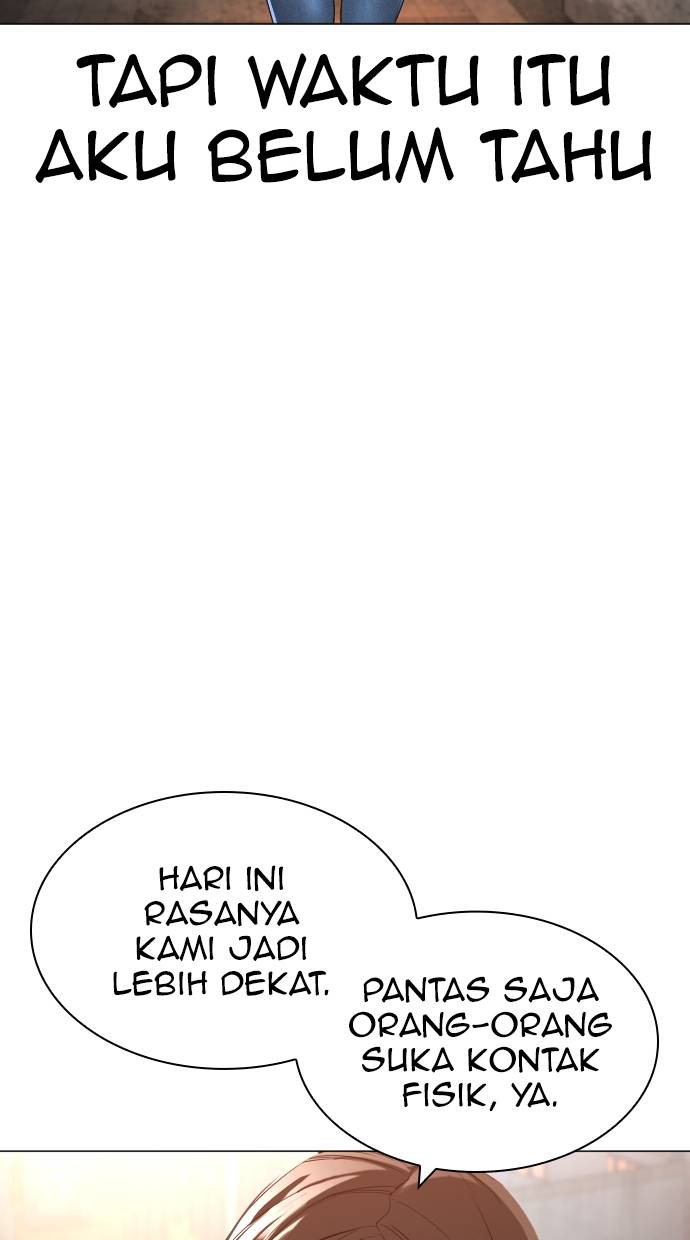 TAPI WAKTU ITU
AKU BELUM TAHU
HARI INI
RASANYA
KAMI JADI
LEBIH DEKAT.
PANTAS SAJA
ORANG-ORANG
SUKA KONTAK
FISIK, YA.